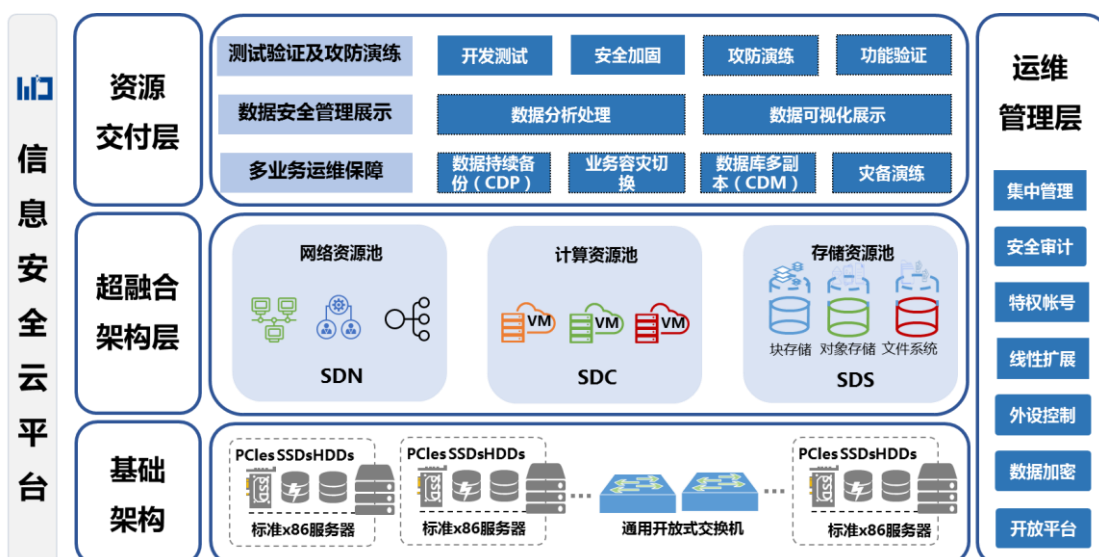 信息安全云平台
资源
交付层
测试验证及攻防演练
开发测试
安全加固
攻防演练
功能验证
数据安全管理展示
数据分析处理
数据可视化展示
多业务运维保障
数据持续备
份（CDP）
业务容灾切
换
数据库多副
本（CDM）
灾备演练
超融合
架构层
网络资源池
SDN
计算资源池
VM
VM
VM
SDC
存储资源池
块存储
对象存储
文件系统
SDS
基础
架构
PCIes SSDsHDDs
SSD
标准x86服务器
PCIes SSDsHDDs
SSD
标准x86服务器
...
通用开放式交换机
...
PCIes SSDsHDDs
SSD
标准x86服务器
运维
管理层
集中管理
安全审计
特权帐号
线性扩展
外设控制
数据加密
开放平台